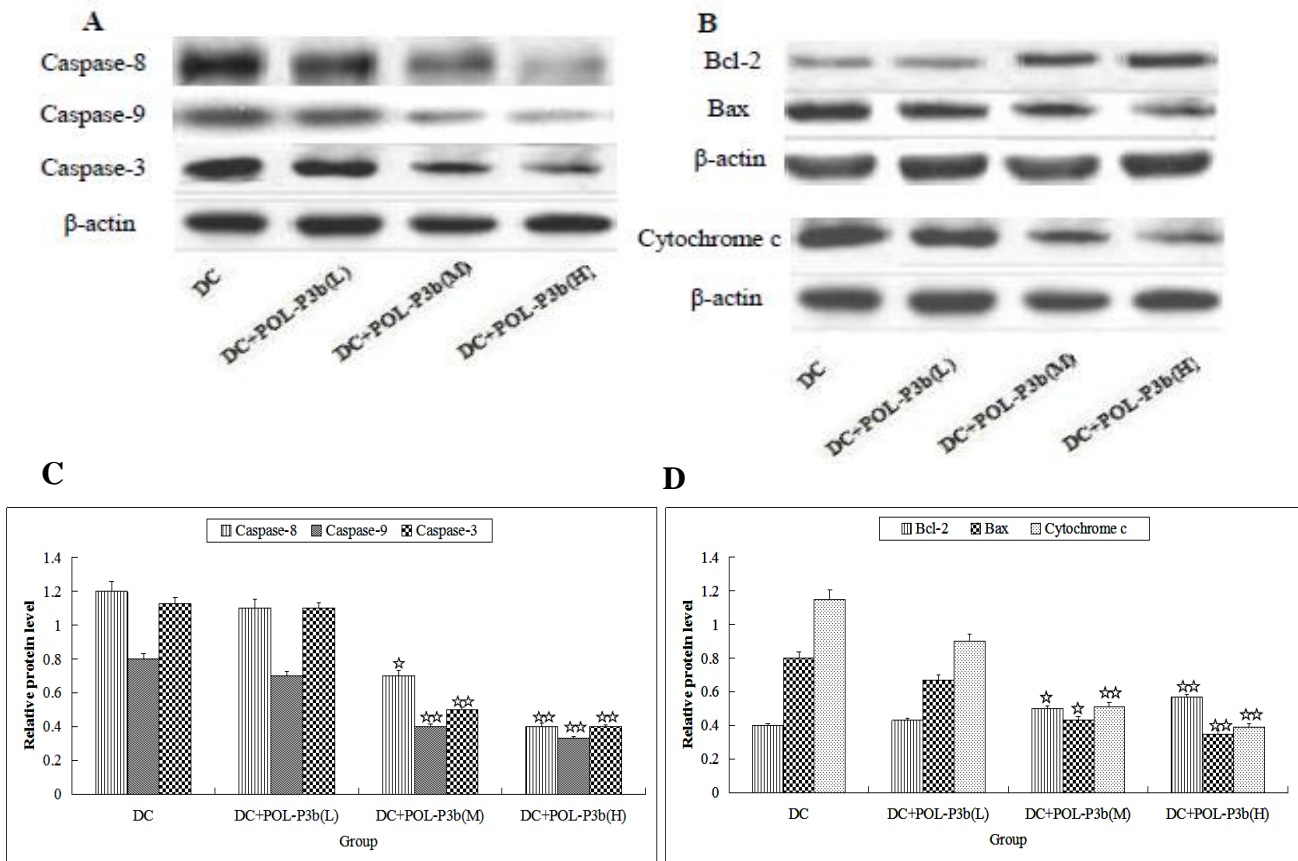 A
Caspase-8
Caspase-9
Caspase-3
β-actin
DC
DC+POL-P3b(L)
DC+POL-P3b(M)
DC+POL-P3b(H)
B
Bcl-2
Bax
β-actin
Cytochrome c
β-actin
DC
DC+POL-P3b(L)
DC+POL-P3b(M)
DC+POL-P3b(H)
C
Caspase-8 Caspase-9 Caspase-3
Relative protein level
1.4
1.2
1
0.8
0.6
0.4
0.2
0
☆
☆☆
☆☆
☆☆
☆☆
☆☆
DC DC+POL-P3b(L) DC+POL-P3b(M) DC+POL-P3b(H)
Group
D
Bcl-2 Bax Cytochrome c
Relative protein level
1.4
1.2
1
0.8
0.6
0.4
0.2
0
☆
☆
☆☆
☆☆
☆☆
☆☆
DC DC+POL-P3b(L) DC+POL-P3b(M) DC+POL-P3b(H)
Group